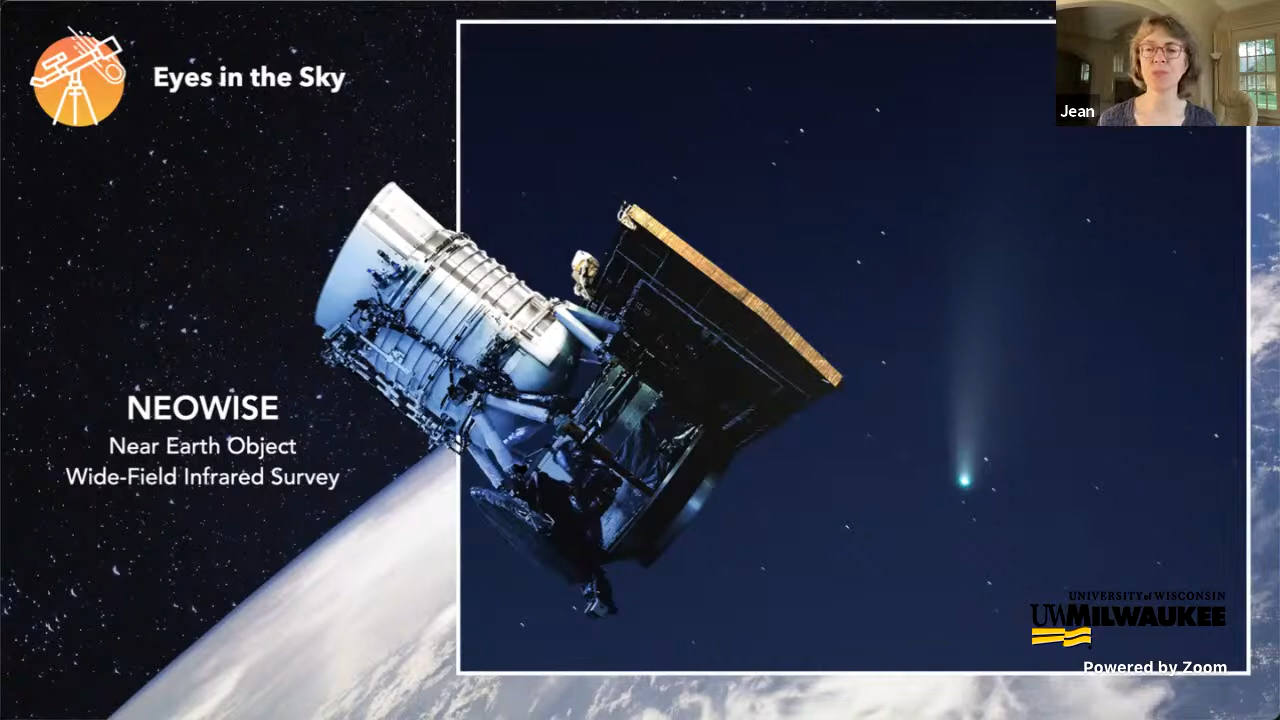 Eyes in the Sky
Jean
NEOWISE
Near Earth Object
Wide-Field Infrared Survey
UNIVERSITY of WISCONSIN
UWMILWAUKEE
Powered by Zoom